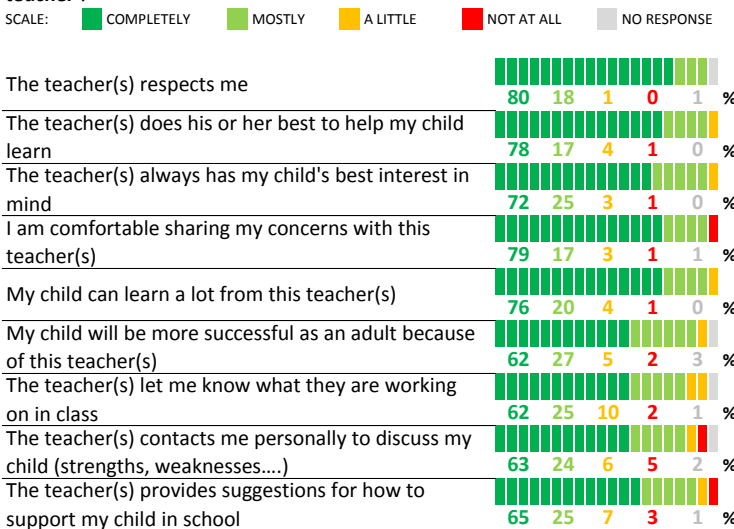 SCALE: COMPLETELY MOSTLY A LITTLE NOT AT ALL NO RESPONSE
The teacher(s) respects me
80 18 1 0 1 %
The teacher(s) does his or her best to help my child
learn
78 17 4 1 0 %
The teacher(s) always has my child's best interest in
mind
72 25 3 1 0 %
I am comfortable sharing my concerns with this
teacher(s)
79 17 3 1 1 %
My child can learn a lot from this teacher(s)
76 20 4 1 0 %
My child will be more successful as an adult because
of this teacher(s)
62 27 5 2 3 %
The teacher(s) let me know what they are working
on in class
62 25 10 2 1 %
The teacher(s) contacts me personally to discuss my
child (strengths, weaknesses....)
63 24 6 5 2 %
The teacher(s) provides suggestions for how to
support my child in school
65 25 7 3 1 %